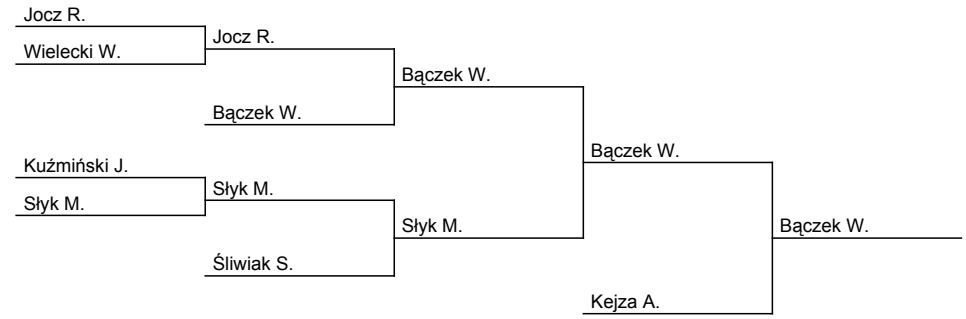 Jocz R.
Wielecki W.
Jocz R.
Bączek W.
Bączek W.
Kuźmiński J.
Słyk M.
Słyk M.
Śliwiak S.
Słyk M.
Bączek W.
Kejza A.
Bączek W.